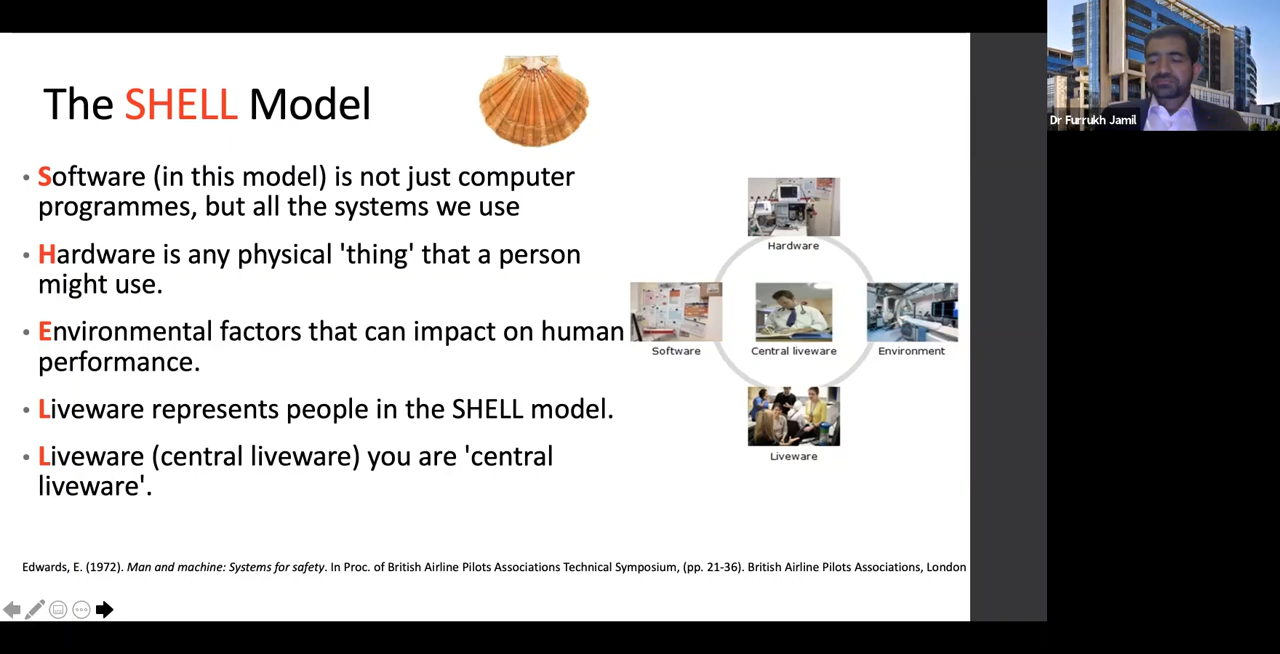 The SHELL Model
Dr Furrukh Jamil
• Software (in this model) is not just computer
programmes, but all the systems we use
• Hardware is any physical 'thing' that a person
might use.
• Environmental factors that can impact on human
performance.
• Liveware represents people in the SHELL model.
• Liveware (central liveware) you are 'central
liveware'.
Hardware
Software
Central liveware
Environment
Liveware
Edwards, E. (1972). Man and machine: Systems for safety. In Proc. of British Airline Pilots Associations Technical Symposium, (pp. 21-36). British Airline Pilots Associations, London